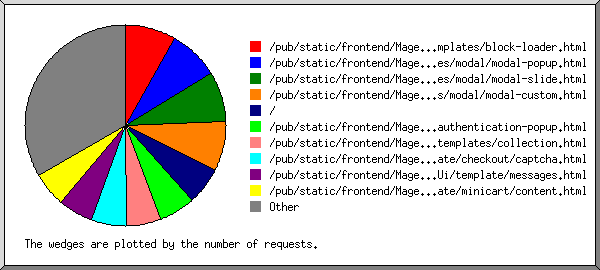 /pub/static/frontend/Mage...mplates/block-loader.html
/pub/static/frontend/Mage...es/modal/modal-popup.html
/pub/static/frontend/Mage...es/modal/modal-slide.html
/pub/static/frontend/Mage...s/modal/modal-custom.html
/
/pub/static/frontend/Mage...authentication-popup.html
/pub/static/frontend/Mage...templates/collection.html
/pub/static/frontend/Mage...ate/checkout/captcha.html
/pub/static/frontend/Mage...Ui/template/messages.html
/pub/static/frontend/Mage...ate/minicart/content.html
Other
The wedges are plotted by the number of requests.